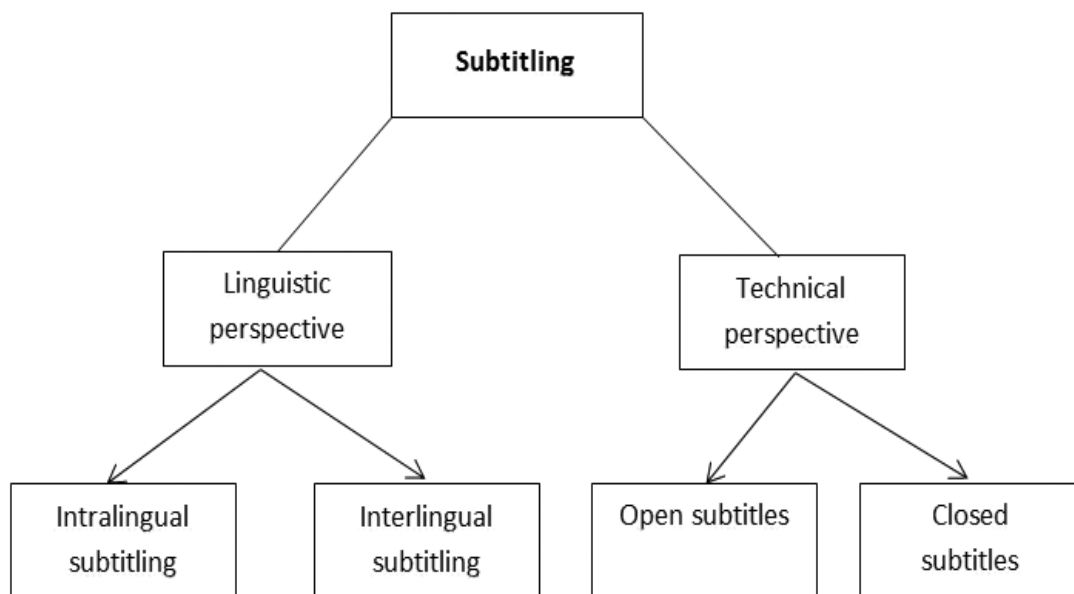 Subtitling
Linguistic
perspective
Technical
perspective
Intralingual
subtitling
Interlingual
subtitling
Open subtitles
Closed
subtitles